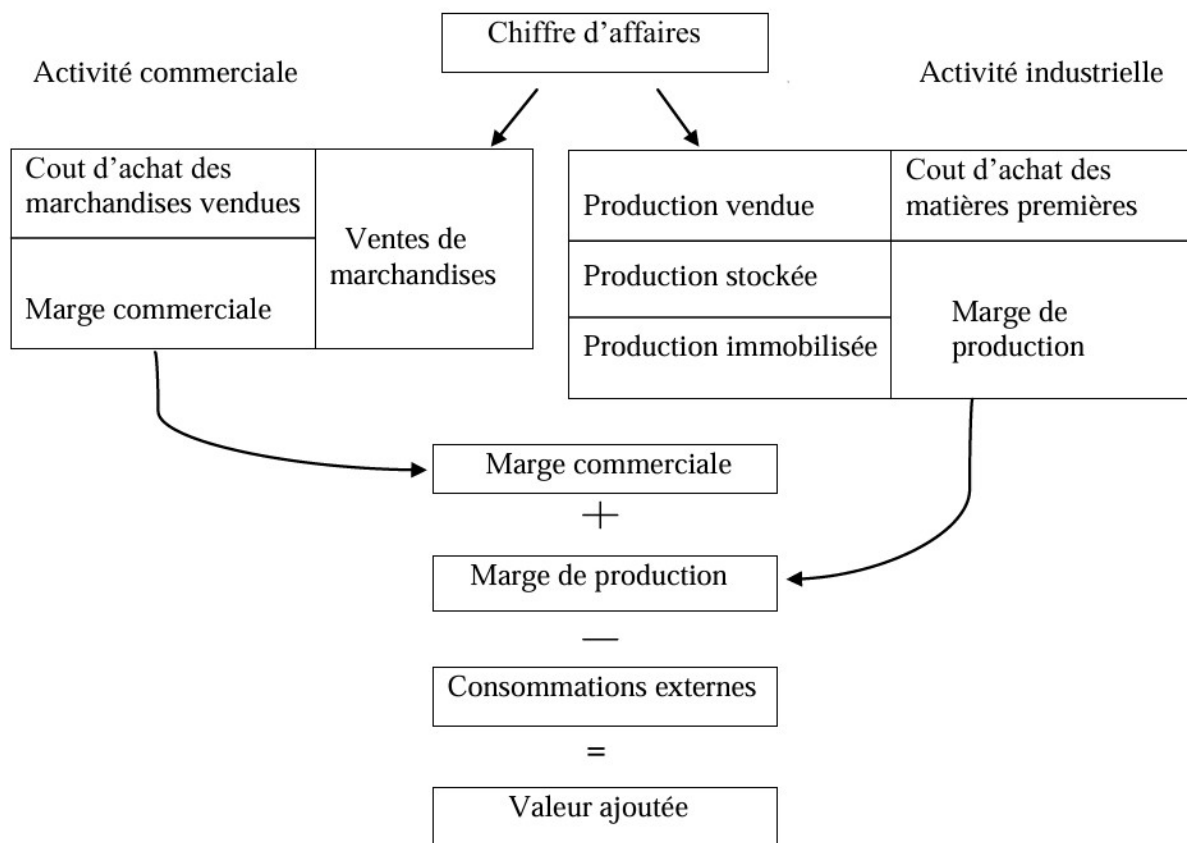 Chiffre d’affaires
Activité commerciale
Activité industrielle
Cout d’achat des
marchandises vendues
Ventes de
marchandises
Marge commerciale
Production vendue
Cout d’achat des
matières premières
Production stockée
Production immobilisée
Marge de
production
Marge commerciale
+
Marge de production
—
Consommations externes
=
Valeur ajoutée